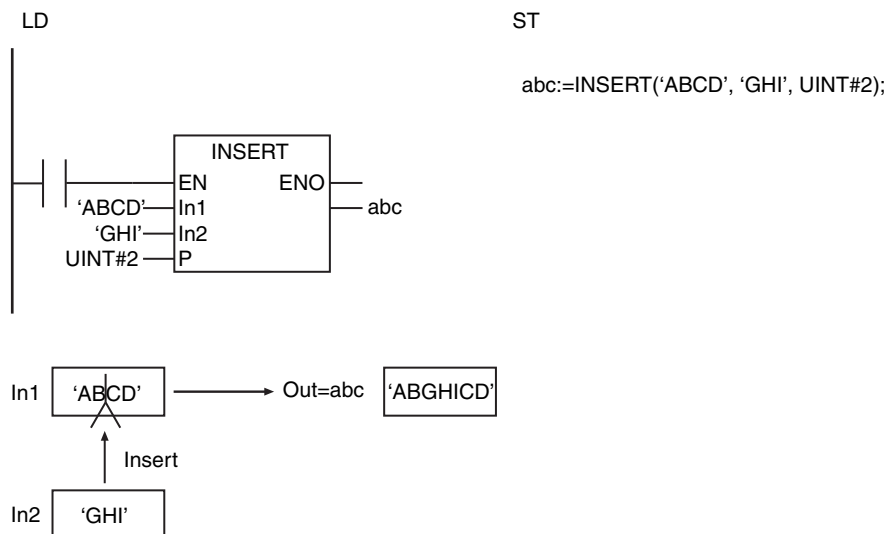 LD
ST
abc:=INSERT(‘ABCD’, ‘GHI’, UINT#2);
INSERT
EN ENO
‘ABCD’ In1 abc
‘GHI’ In2
UINT#2 P
In1 ‘ABCD’ Out=abc ‘ABGHICD’
Insert
In2 ‘GHI’